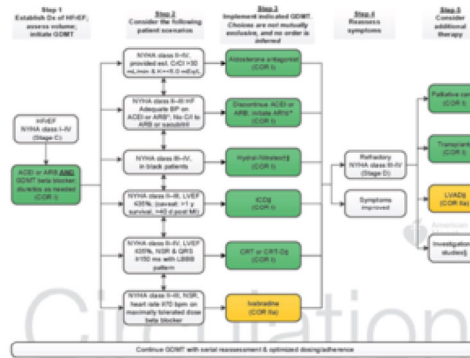 Step 1
Establish Dx of HFrEF;
assess volume;
initiate GDMT
Step 2
Consider the following
patient scenarios
Step 3
Implement indicated GDMT.
Choices are not mutually
exclusive, and no order is
inferred
Step 4
Reassess
symptoms
Step 5
Consider
additional
therapy
HFrEF
NYHA class I–IV
(Stage C)
ACEI or ARB AND
GDMT beta blocker;
diuretics as needed
(COR I)
NYHA class II–IV,
provided est. CrCl >30
mL/min & K+<5.0 mEq/L
NYHA class II–III HF
Adequate BP on
ACEI or ARB*; No C/I to
ARB or sacubitril
NYHA class III–IV,
in black patients
NYHA class II–III, LVEF
≤35%; (caveat: >1 y
survival, >40 d post MI)
NYHA class II–IV, LVEF
≤35%, NSR & QRS
≥150 ms with LBBB
pattern
NYHA class II–III, NSR,
heart rate ≥70 bpm on
maximally tolerated dose
beta blocker
Aldosterone antagonist
(COR I)
Discontinue ACEI or
ARB; initiate ARNI*
(COR I)
Hydral-Nitrates†‡
(COR I)
ICD‡
(COR I)
CRT or CRT-D‡
(COR I)
Ivabradine
(COR IIa)
Refractory
NYHA class III-IV
(Stage D)
Symptoms
improved
Palliative
(COR I)
Transplant
(COR I)
LVAD‡
(COR IIa)
studies§
American
Circulation
Continue GDMT with serial reassessment & optimized dosing/adherence